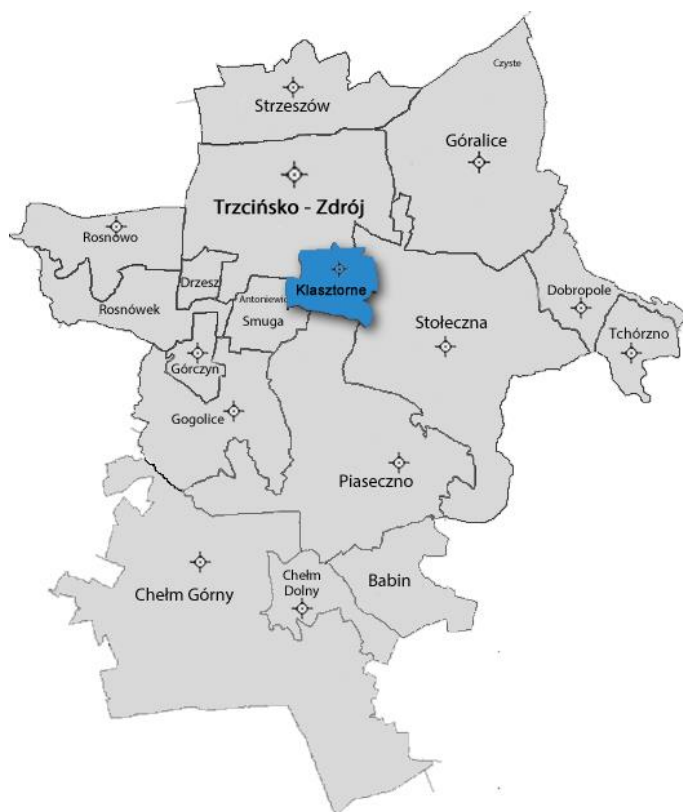 Czyste
Strzeszów
Góralice
Trzcińsko - Zdrój
Rosnowo
Drzesz
Klasztorne
Dobropole
Antoniewic
Rosnówek
Smuga
Stołeczna
Tchórzno
Górczyn
Gogolice
Piaseczno
Chełm Górny
Chełm
Dolny
Babin